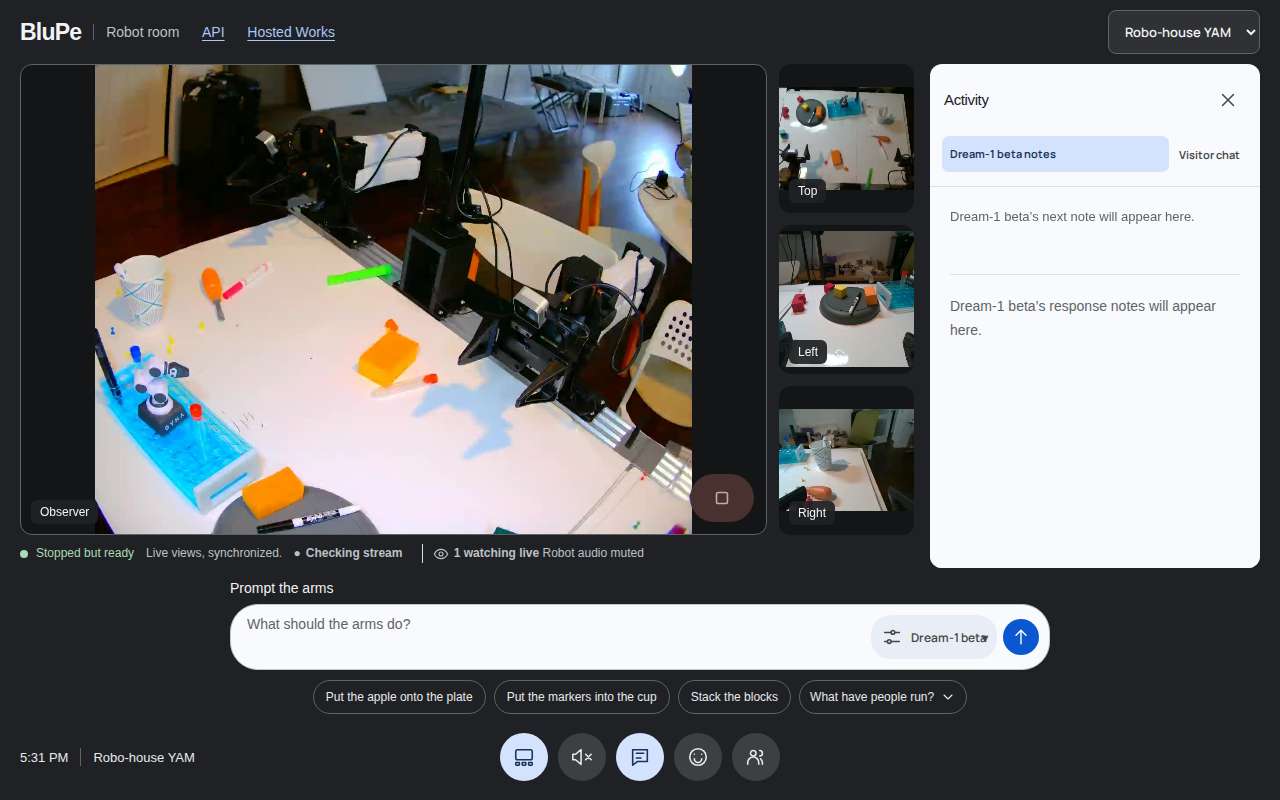 BluPe
Robot room
API
Hosted Works
Robo-house YAM
Observer
Top
Left
Right
Activity
Dream-1 beta notes
Visitor chat
Dream-1 beta's next note will appear here.
Dream-1 beta's response notes will appear
here.
Stopped but ready
Live views, synchronized.
Checking stream
1 watching live Robot audio muted
Prompt the arms
What should the arms do?
Dream-1 beta
Put the apple onto the plate
Put the markers into the cup
Stack the blocks
What have people run?
5:31 PM
Robo-house YAM